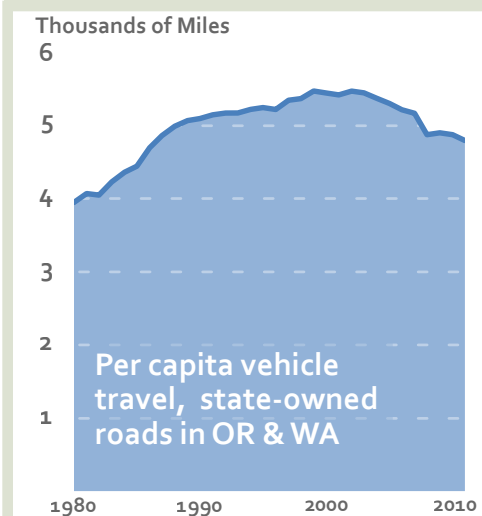 Thousands of Miles
6
5
4
3
2
Per capita vehicle
travel, state-owned
1
roads in OR & WA
1980 1990 2000 2010